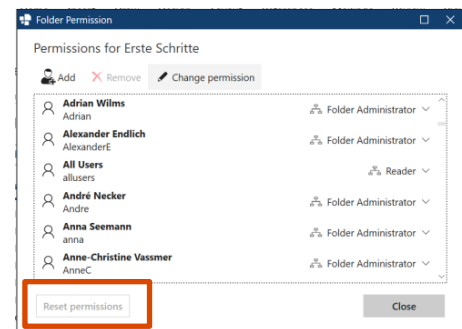 Folder Permission
Permissions for Erste Schritte
Add Remove Change permission
Adrian Wilms
Adrian
Folder Administrator
Alexander Endlich
AlexanderE
Folder Administrator
All Users
allusers
Reader
André Necker
Andre
Folder Administrator
Anna Seemann
anna
Folder Administrator
Anne-Christine Vassmer
AnneC
Folder Administrator
Reset permissions Close